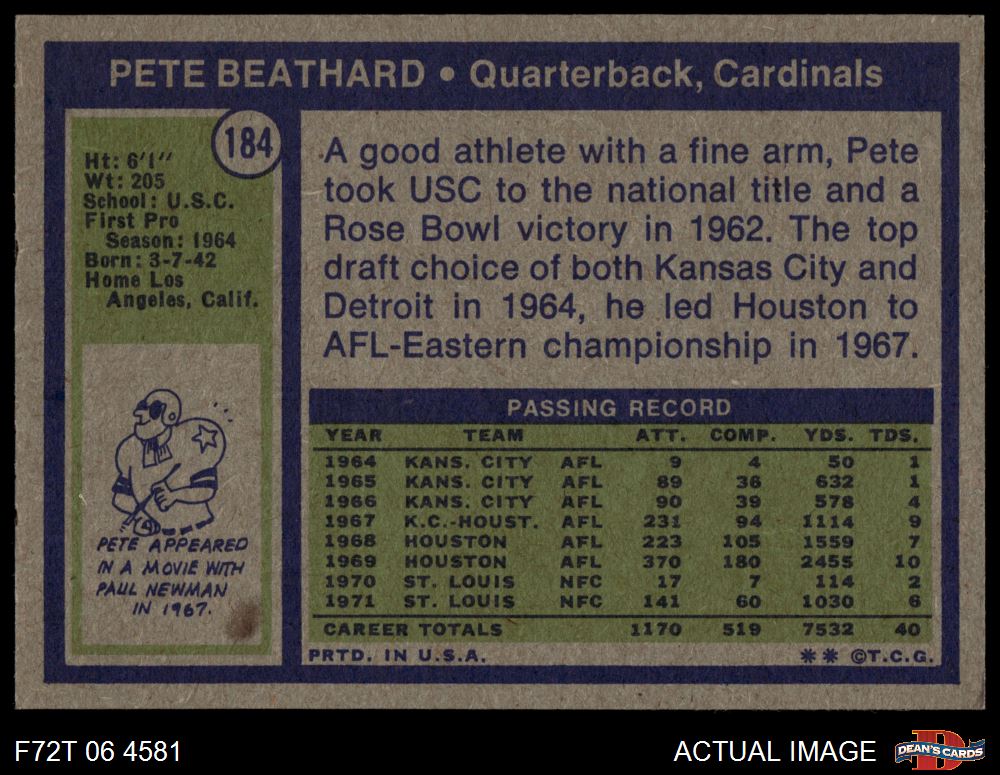 PETE BEATHARD • Quarterback, Cardinals
184
Ht: 6'1"
Wt: 205
School: U.S.C.
First Pro
Season: 1964
Born: 3-7-42
Home Los
Angeles, Calif.
PETE APPEARED
IN A MOVIE WITH
PAUL NEWMAN
IN 1967.
A good athlete with a fine arm, Pete
took USC to the national title and a
Rose Bowl victory in 1962. The top
draft choice of both Kansas City and
Detroit in 1964, he led Houston to
AFL-Eastern championship in 1967.
PASSING RECORD
YEAR TEAM ATT. COMP. YDS. TDS.
1964 KANS. CITY AFL 9 4 50 1
1965 KANS. CITY AFL 89 36 632 1
1966 KANS. CITY AFL 90 39 578 4
1967 K.C.-HOUST. AFL 231 94 1114 9
1968 HOUSTON AFL 223 105 1559 7
1969 HOUSTON AFL 370 180 2455 10
1970 ST. LOUIS NFC 17 7 114 2
1971 ST. LOUIS NFC 141 60 1030 6
CAREER TOTALS 1170 519 7532 40
PRTD. IN U.S.A. ** ©T.C.G.
F72T 06 4581 ACTUAL IMAGE DEAN'S CARDS